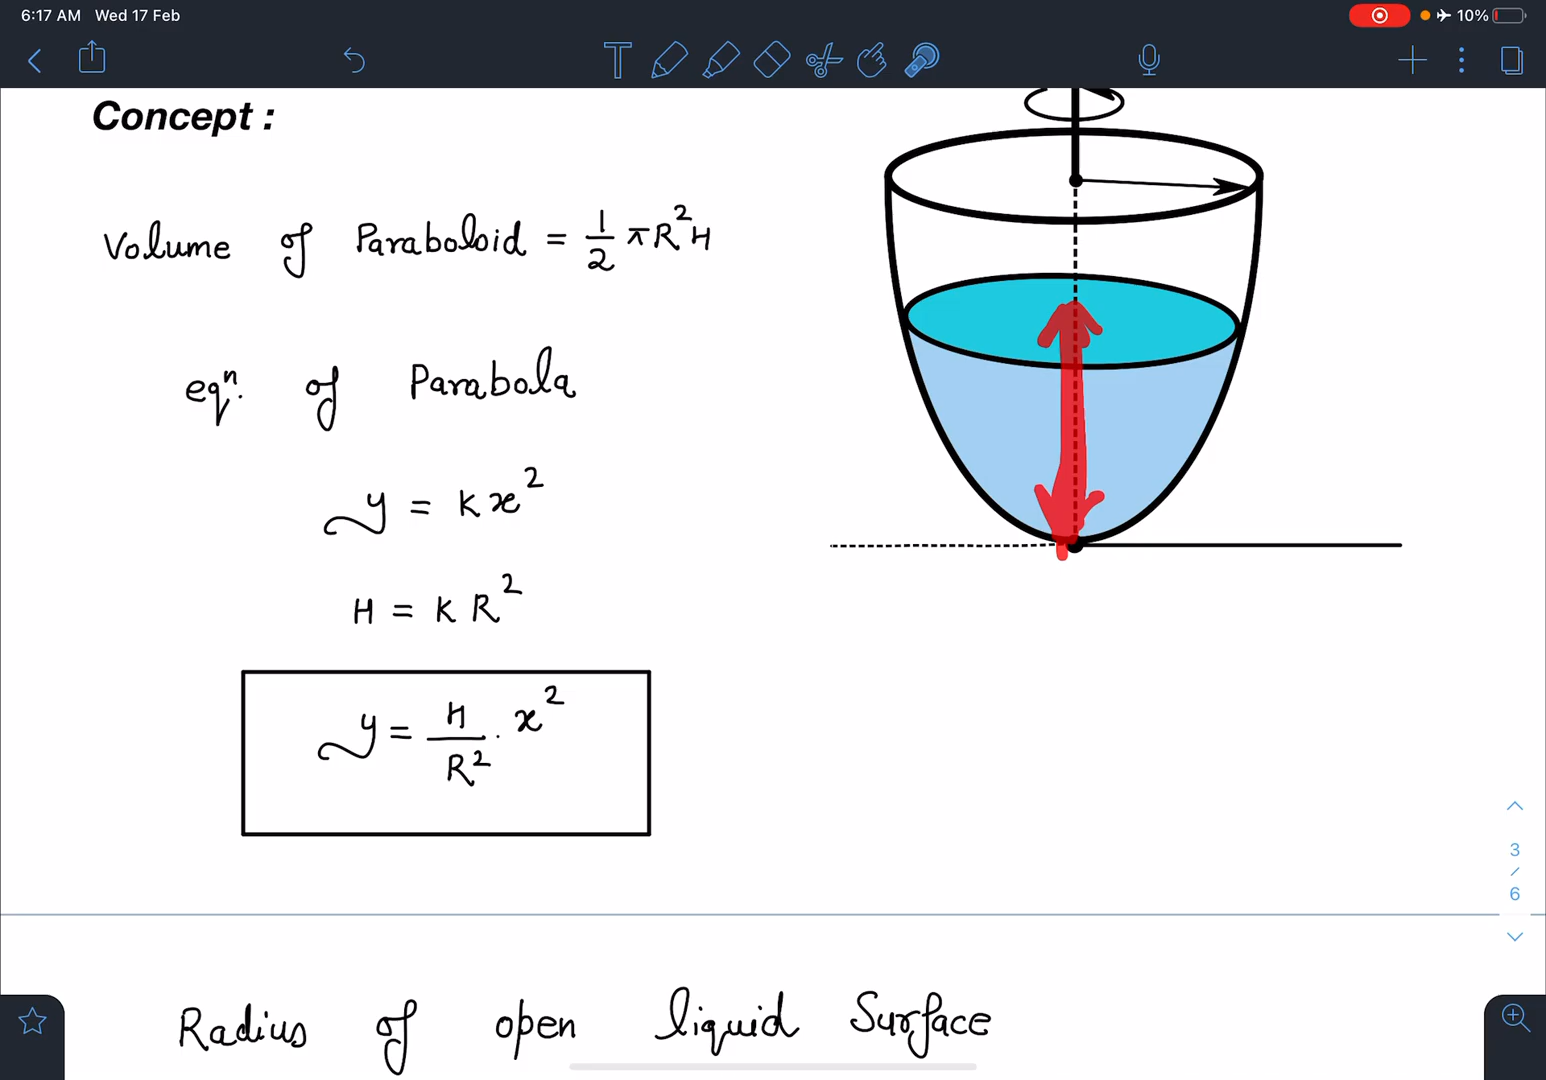 6:17 AM Wed 17 Feb
10%
Concept :
Volume of Paraboloid = 1/2 πR²H
eqⁿ. of Parabola
y = Kx²
H = KR²
y = H/R² . x²
3
/
6
Radius of open liquid Surface